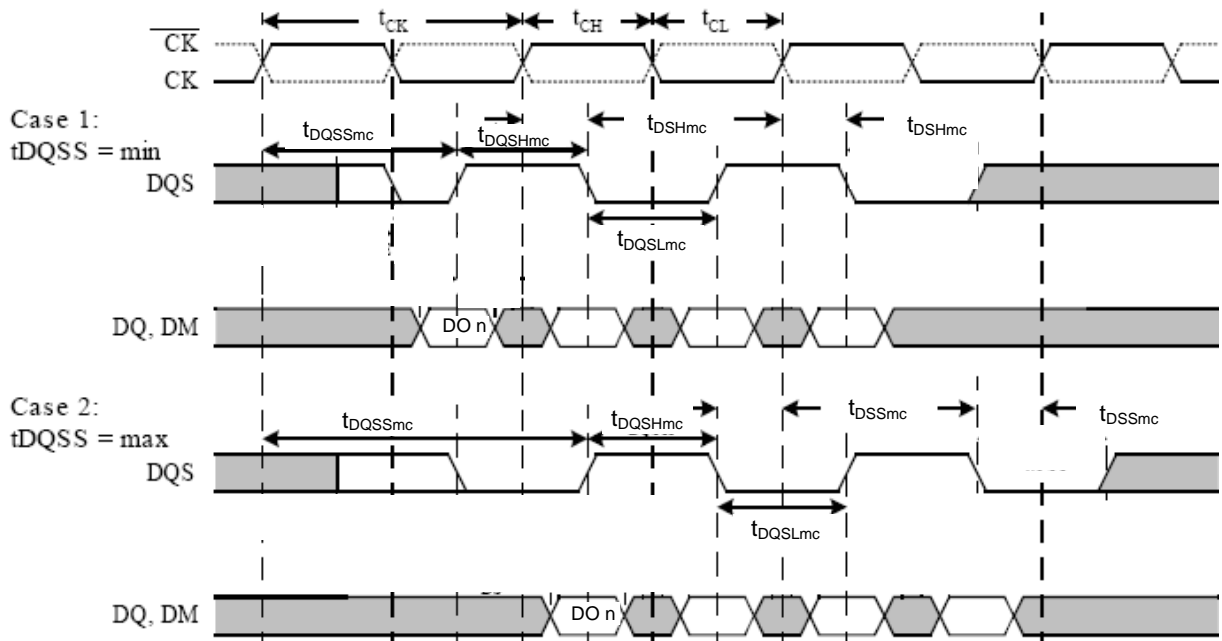 tCK tCH tCL
CK
CK
Case 1:
tDQSSmc tDQSHmc tDSHmc tDSHmc
tDQSS = min
DQS
tDQSLmc
DQ, DM DO n
Case 2:
tDQSSmc tDQSHmc tDSSmc tDSSmc
tDQSS = max
DQS
tDQSLmc
DQ, DM DO n